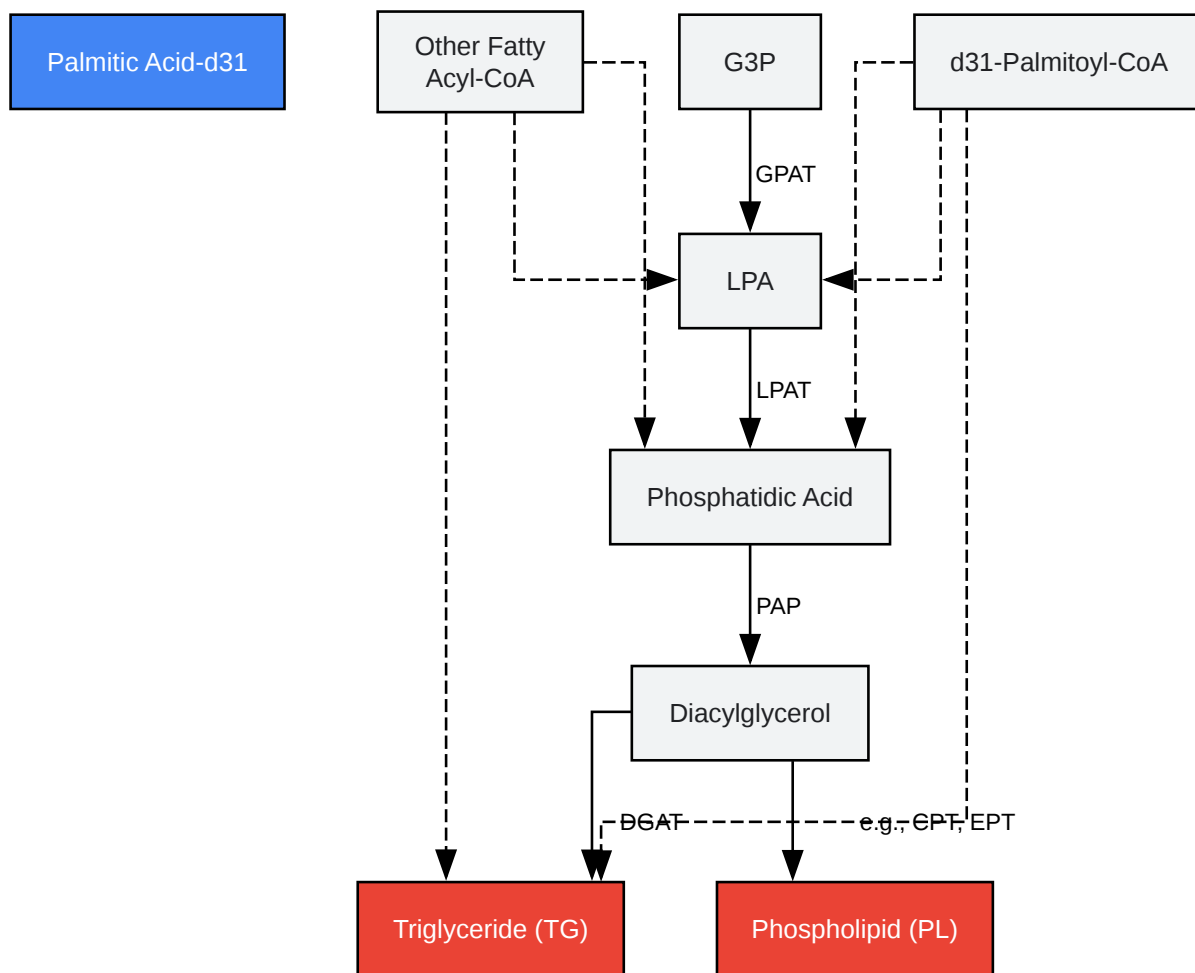 Palmitic Acid-d31
Other Fatty
Acyl-CoA
G3P
d31-Palmitoyl-CoA
GPAT
LPA
LPAT
Phosphatidic Acid
PAP
Diacylglycerol
DGAT
e.g., CPT, EPT
Triglyceride (TG)
Phospholipid (PL)